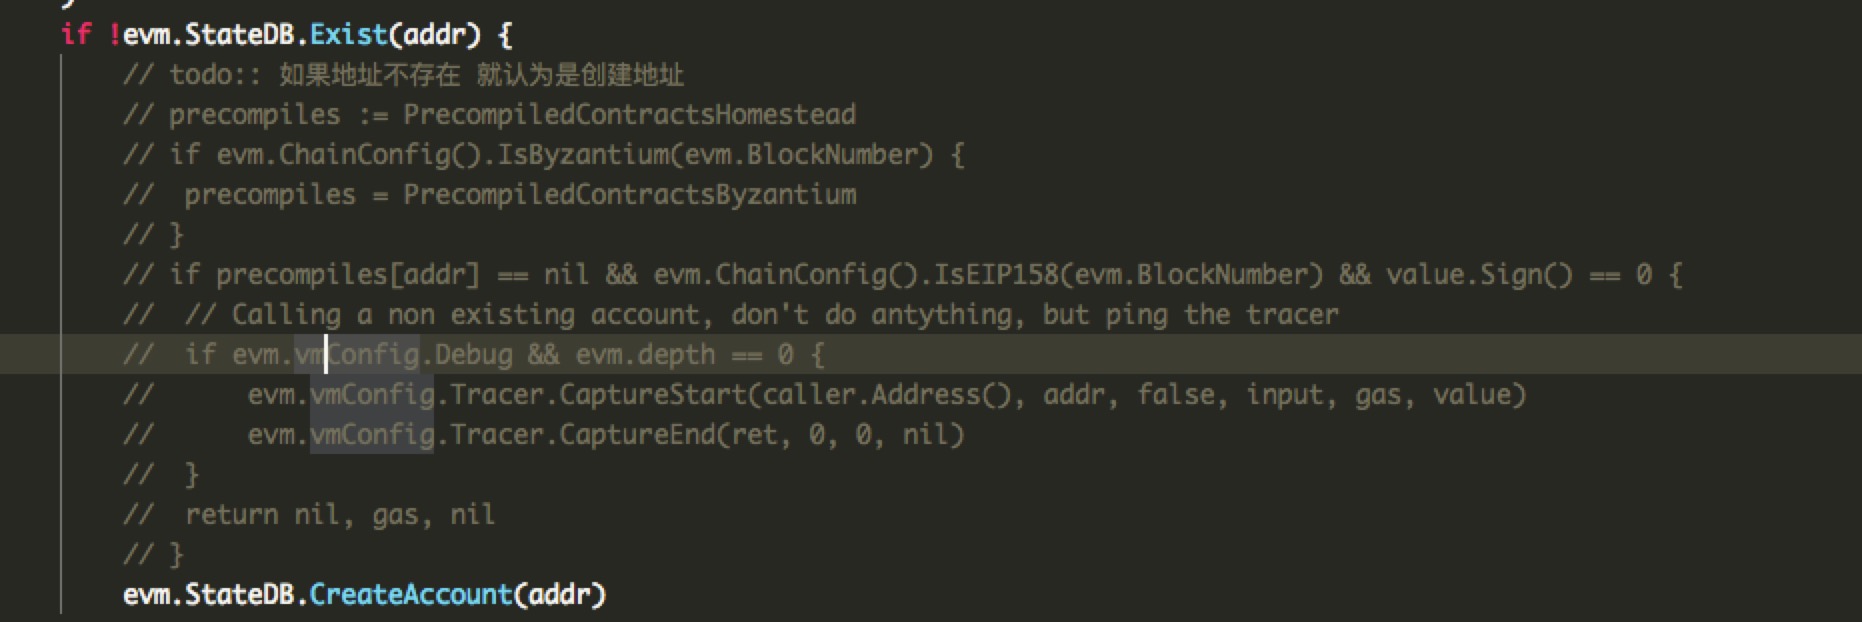 }
if !evm.StateDB.Exist(addr) {
// todo:: 如果地址不存在 就认为是创建地址
// precompiles := PrecompiledContractsHomestead
// if evm.ChainConfig().IsByzantium(evm.BlockNumber) {
//  precompiles = PrecompiledContractsByzantium
// }
// if precompiles[addr] == nil && evm.ChainConfig().IsEIP158(evm.BlockNumber) && value.Sign() == 0 {
//  // Calling a non existing account, don't do antything, but ping the tracer
//  if evm.vmConfig.Debug && evm.depth == 0 {
//      evm.vmConfig.Tracer.CaptureStart(caller.Address(), addr, false, input, gas, value)
//      evm.vmConfig.Tracer.CaptureEnd(ret, 0, 0, nil)
//  }
//  return nil, gas, nil
// }
evm.StateDB.CreateAccount(addr)